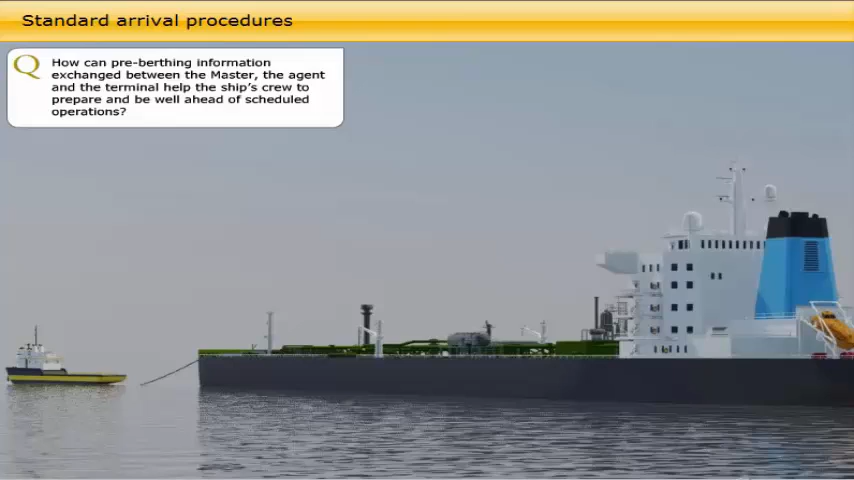 Standard arrival procedures
Q
How can pre-berthing information
exchanged between the Master, the agent
and the terminal help the ship's crew to
prepare and be well ahead of scheduled
operations?